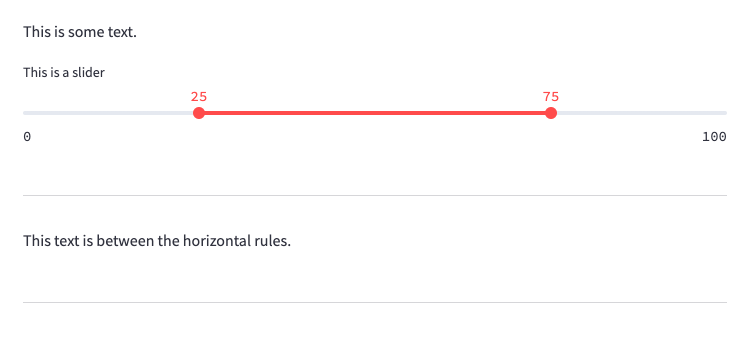 This is some text.
This is a slider
25 75
0 100
This text is between the horizontal rules.